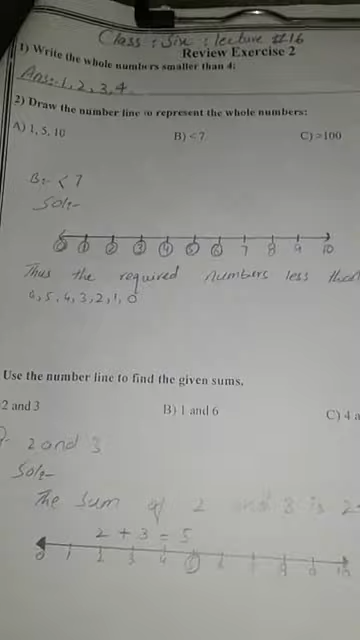 Class : Six : lecture #16
Review Exercise 2
1) Write the whole numbers smaller than 4:
Ans:- 1, 2, 3, 4
2) Draw the number line to represent the whole numbers:
A) 1, 5, 10 B) < 7 C) >100
B:- < 7
Sol:-
0 1 2 3 4 5 6 7 8 9 10
Thus the required numbers less than
6, 5, 4, 3, 2, 1, 0
Use the number line to find the given sums.
2 and 3 B) 1 and 6 C) 4 a
2 and 3
Sol:-
The sum of 2 and 3 is 2
2 + 3 = 5
0 1 2 3 4 5 10